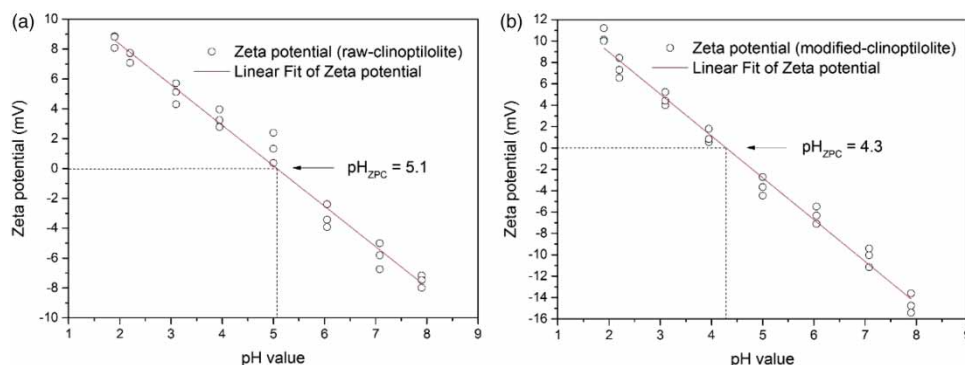 (a)
10
8
6
4
2
0
-2
-4
-6
-8
-10
Zeta potential (mV)
Zeta potential (raw-clinoptilolite)
Linear Fit of Zeta potential
pHZPC = 5.1
1 2 3 4 5 6 7 8 9
pH value
(b)
12
10
8
6
4
2
0
-2
-4
-6
-8
-10
-12
-14
-16
Zeta potential (mV)
Zeta potential (modified-clinoptilolite)
Linear Fit of Zeta potential
pHZPC = 4.3
1 2 3 4 5 6 7 8 9
pH value